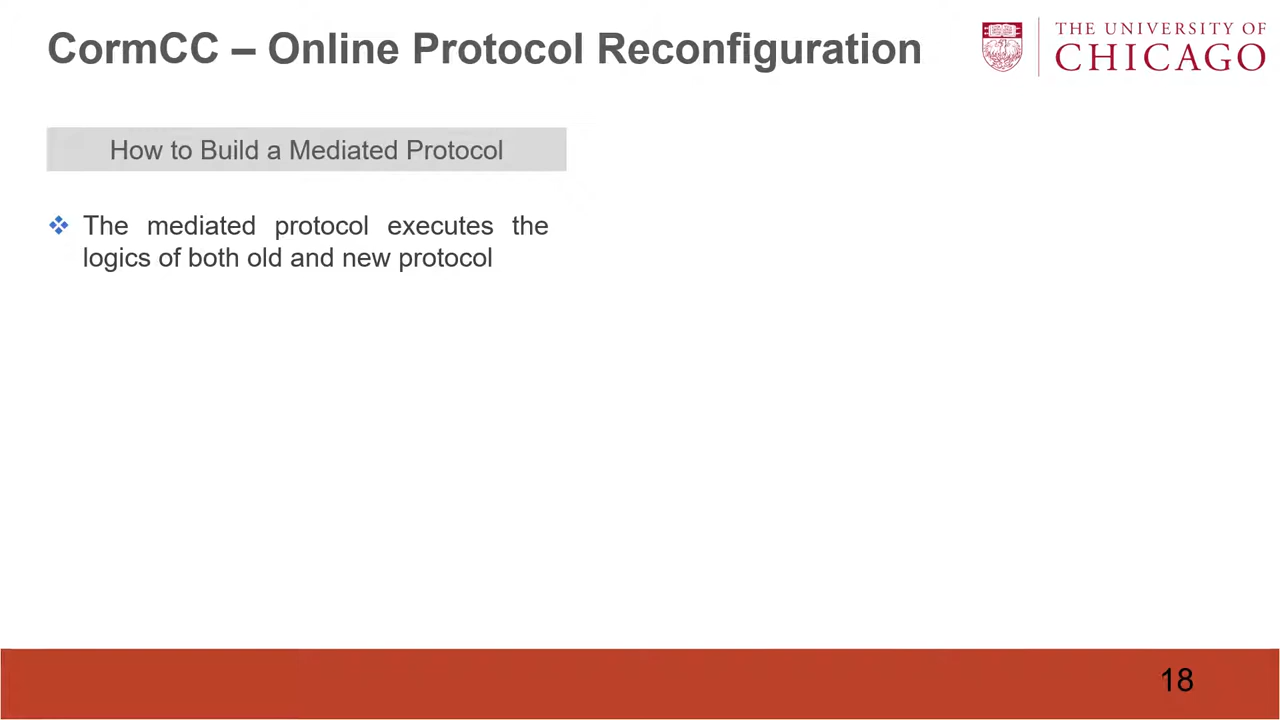 CormCC – Online Protocol Reconfiguration
THE UNIVERSITY OF
CHICAGO
How to Build a Mediated Protocol
The mediated protocol executes the
logics of both old and new protocol
18